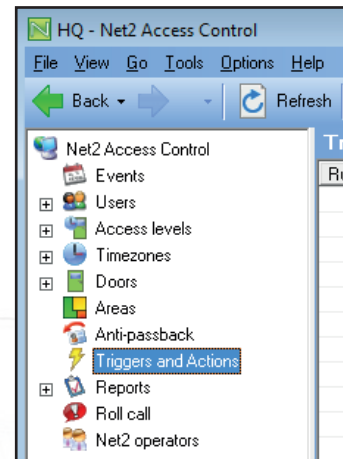 HQ - Net2 Access Control
File View Go Tools Options Help
Back Refresh
Net2 Access Control
Events
Users
Access levels
Timezones
Doors
Areas
Anti-passback
Triggers and Actions
Reports
Roll call
Net2 operators